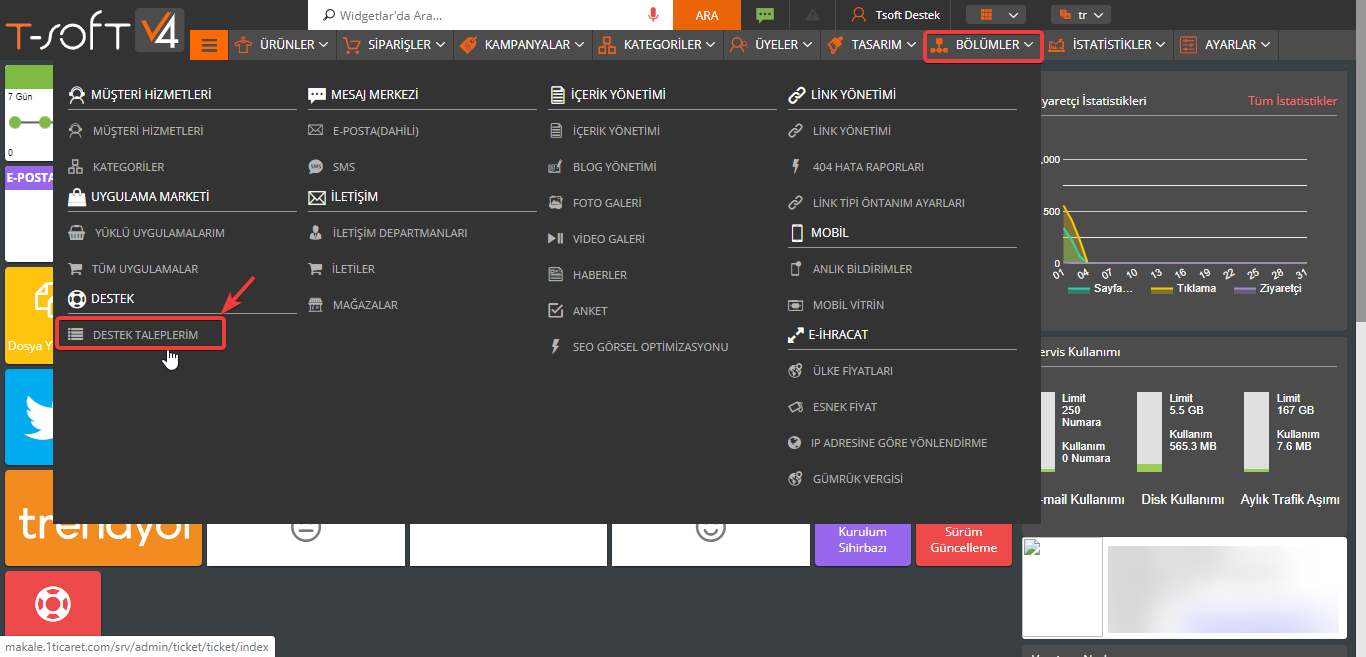 T-SOFT V4
Widgetlar'da Ara...
ARA
Tsoft Destek
tr
ÜRÜNLER
SİPARİŞLER
KAMPANYALAR
KATEGORİLER
ÜYELER
TASARIM
BÖLÜMLER
İSTATİSTİKLER
AYARLAR
7 Gün
0
E-POSTA
Dosya
MÜŞTERİ HİZMETLERİ
MÜŞTERİ HİZMETLERİ
KATEGORİLER
UYGULAMA MARKETİ
YÜKLÜ UYGULAMALARIM
TÜM UYGULAMALAR
DESTEK
DESTEK TALEPLERİM
MESAJ MERKEZİ
E-POSTA(DAHİLİ)
SMS
İLETİŞİM
İLETİŞİM DEPARTMANLARI
İLETİLER
MAĞAZALAR
İÇERİK YÖNETİMİ
İÇERİK YÖNETİMİ
BLOG YÖNETİMİ
FOTO GALERİ
VİDEO GALERİ
HABERLER
ANKET
SEO GÖRSEL OPTİMİZASYONU
LİNK YÖNETİMİ
LİNK YÖNETİMİ
404 HATA RAPORLARI
LİNK TİPİ ÖNTANIM AYARLARI
MOBİL
ANLIK BİLDİRİMLER
MOBİL VİTRİN
E-İHRACAT
ÜLKE FİYATLARI
ESNEK FİYAT
IP ADRESİNE GÖRE YÖNLENDİRME
GÜMRÜK VERGİSİ
yaretçi İstatistikleri
Tüm İstatistikler
,000
500
0
01 04 07 10 13 16 19 22 25 28 31
Sayfa... Tıklama Ziyaretçi
ervis Kullanımı
Limit
250
Numara
Kullanım
0 Numara
-mail Kullanımı
Limit
5.5 GB
Kullanım
565.3 MB
Disk Kullanımı
Limit
167 GB
Kullanım
7.6 MB
Aylık Trafik Aşımı
trendyol
Kurulum
Sihirbazı
Sürüm
Güncelleme
makale.1ticaret.com/srv/admin/ticket/ticket/index